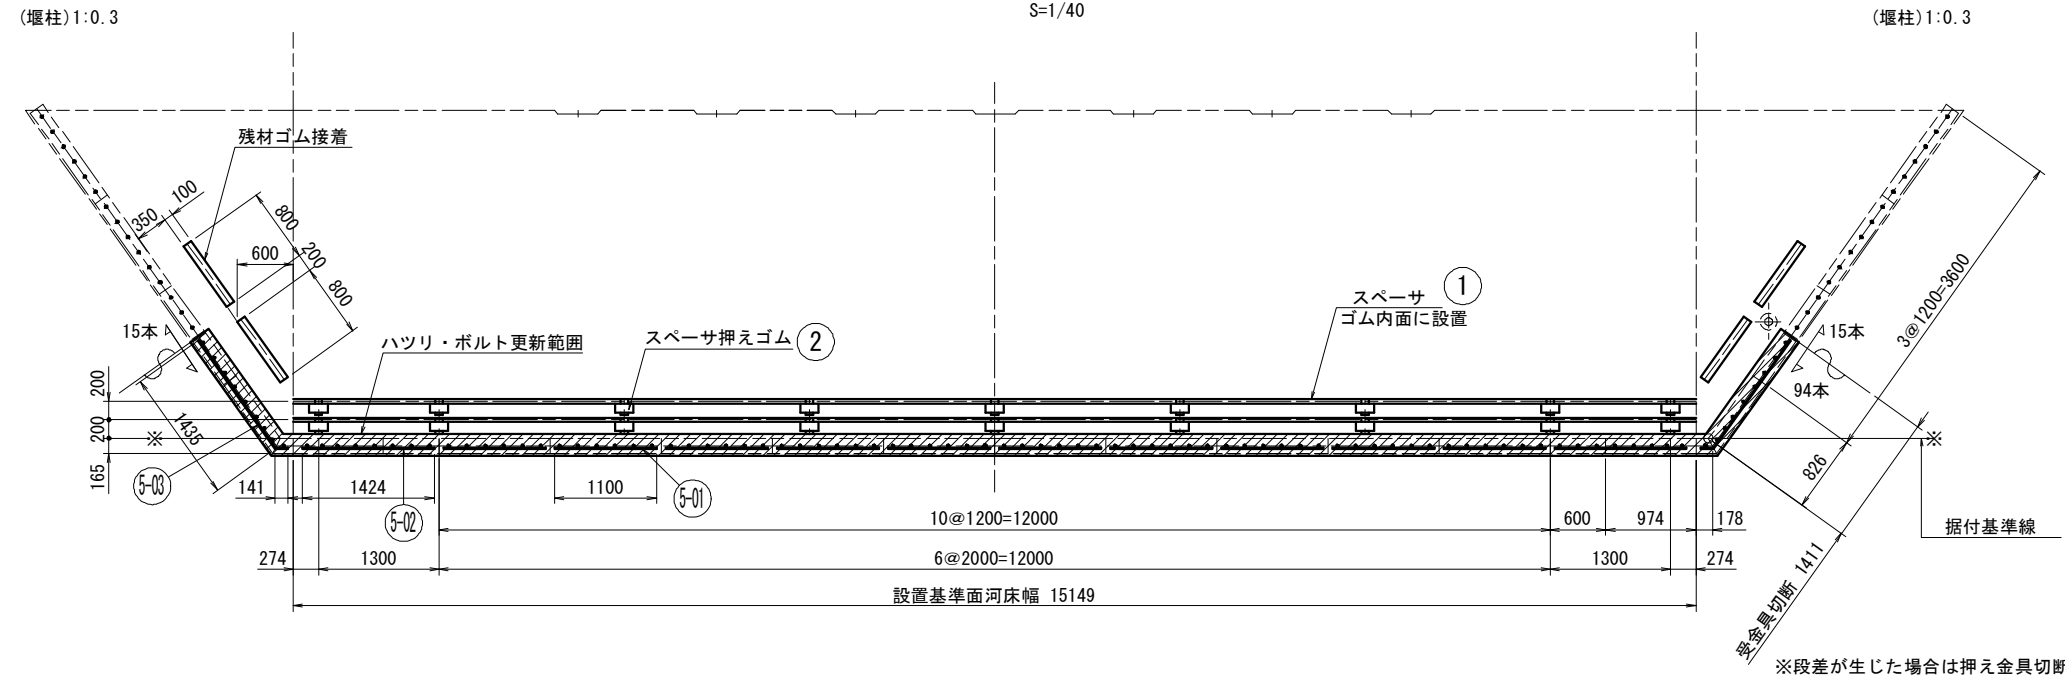 (堰柱)1:0.3
S=1/40
(堰柱)1:0.3
残材ゴム接着
100
350
800
200
600
800
スペーサ
ゴム内面に設置
1
3@1200=3600
15本
ハツリ・ボルト更新範囲
スペーサ押えゴム
2
15本
94本
200
200
165
※
1435
※
826
5-03
141
1424
5-02
1100
5-01
10@1200=12000
600
974
178
据付基準線
274
1300
6@2000=12000
1300
274
設置基準面河床幅 15149
受金具切断 1411
※段差が生じた場合は押え金具切断